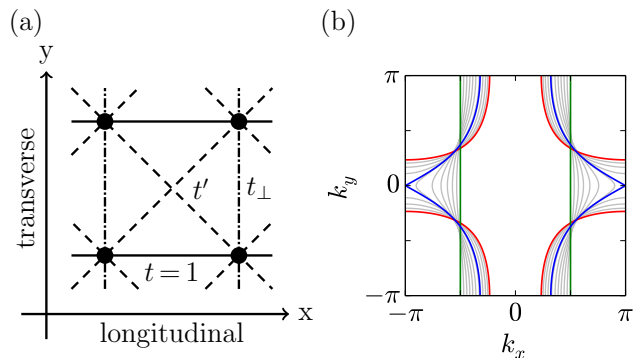 (a)
y
transverse
t′
t⊥
t = 1
x
longitudinal
(b)
π
0
−π
k_y
−π
0
π
k_x